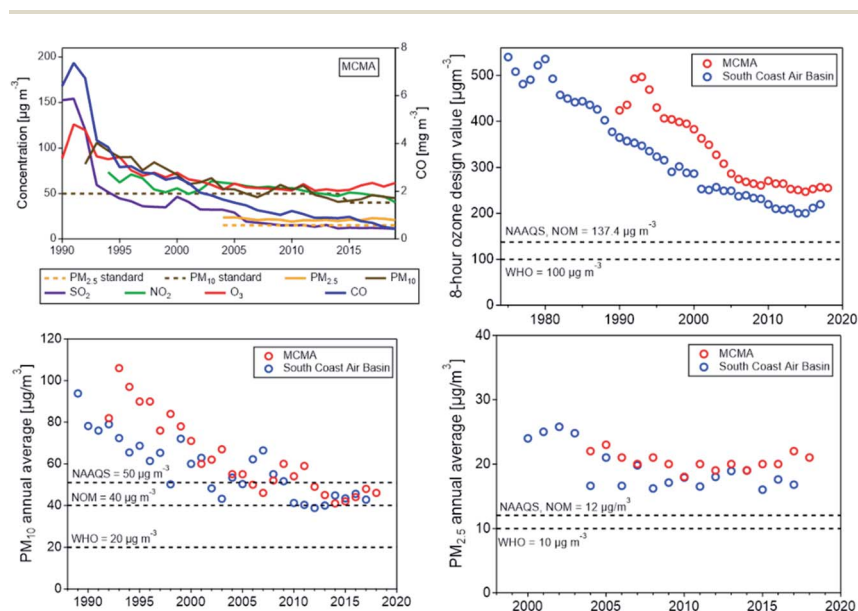 MCMA
Concentration [µg m⁻³]
CO [mg m⁻³]
200
150
100
50
0
8
6
4
2
0
1990
1995
2000
2005
2010
2015
PM2.5 standard
PM10 standard
PM2.5
PM10
SO2
NO2
O3
CO
MCMA
South Coast Air Basin
8-hour ozone design value [µgm⁻³]
500
400
300
200
100
0
NAAQS, NOM = 137.4 µg m⁻³
WHO = 100 µg m⁻³
1980
1990
2000
2010
2020
MCMA
South Coast Air Basin
PM10 annual average [µg/m³]
120
100
80
60
40
20
0
NAAQS = 50 µg m⁻³
NOM = 40 µg m⁻³
WHO = 20 µg m⁻³
1990
1995
2000
2005
2010
2015
2020
MCMA
South Coast Air Basin
PM2.5 annual average [µg/m³]
40
30
20
10
0
NAAQS, NOM = 12 µg/m³
WHO = 10 µg m⁻³
2000
2005
2010
2015
2020